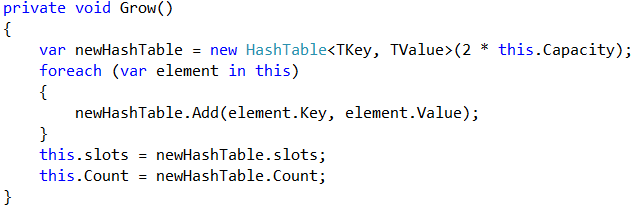 private void Grow()
{
    var newHashTable = new HashTable<TKey, TValue>(2 * this.Capacity);
    foreach (var element in this)
    {
        newHashTable.Add(element.Key, element.Value);
    }
    this.slots = newHashTable.slots;
    this.Count = newHashTable.Count;
}